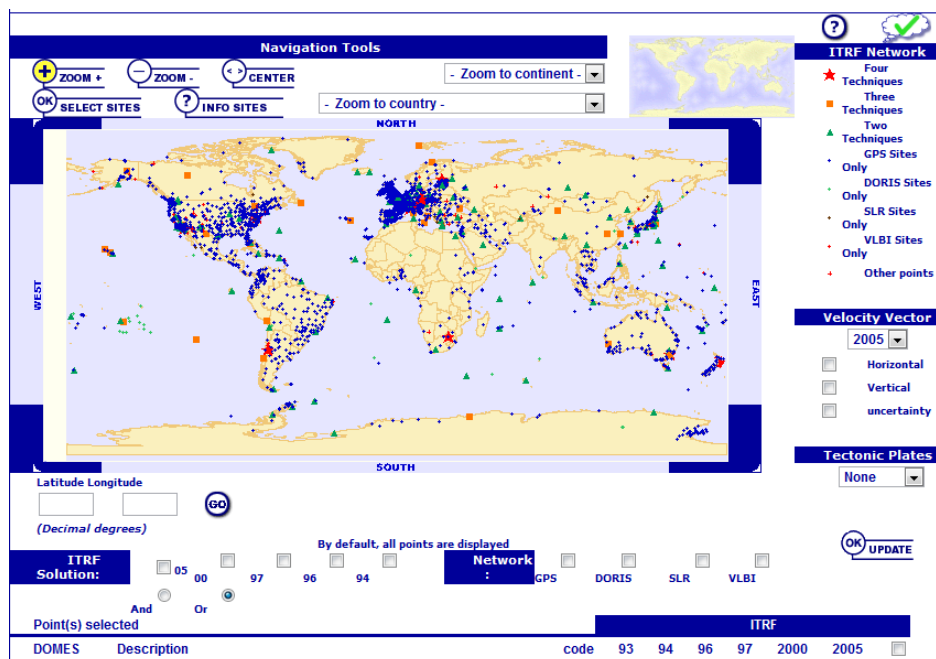 ?
Navigation Tools
ITRF Network
+ ZOOM +
— ZOOM -
< > CENTER
- Zoom to continent -
OK SELECT SITES
? INFO SITES
- Zoom to country -
Four
Techniques
Three
Techniques
Two
Techniques
GPS Sites
Only
DORIS Sites
Only
SLR Sites
Only
VLBI Sites
Only
Other points
NORTH
WEST
EAST
SOUTH
Velocity Vector
2005
Horizontal
Vertical
uncertainty
Tectonic Plates
None
Latitude Longitude
GO
(Decimal degrees)
OK UPDATE
By default, all points are displayed
ITRF
Solution:
05
00
97
96
94
Network
:
GPS
DORIS
SLR
VLBI
And
Or
Point(s) selected
ITRF
DOMES Description code 93 94 96 97 2000 2005